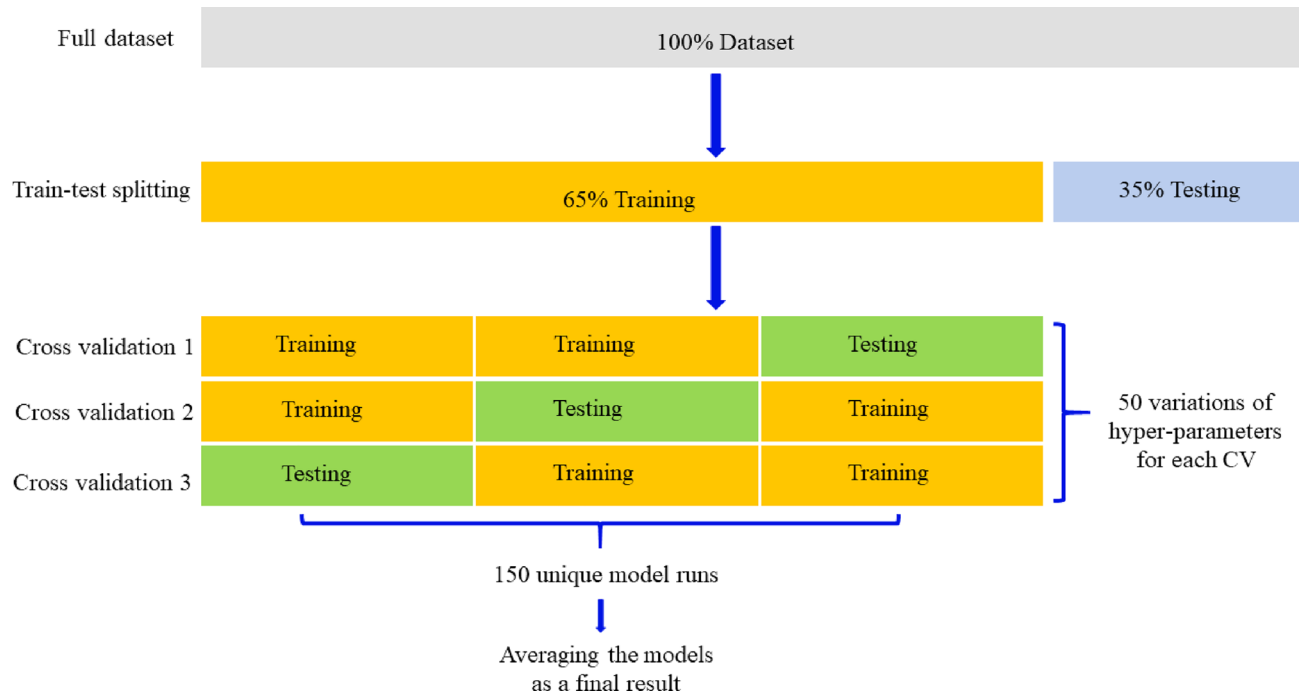 Full dataset
100% Dataset
Train-test splitting
65% Training
35% Testing
Cross validation 1
Training
Training
Testing
Cross validation 2
Training
Testing
Training
Cross validation 3
Testing
Training
Training
50 variations of
hyper-parameters
for each CV
150 unique model runs
Averaging the models
as a final result